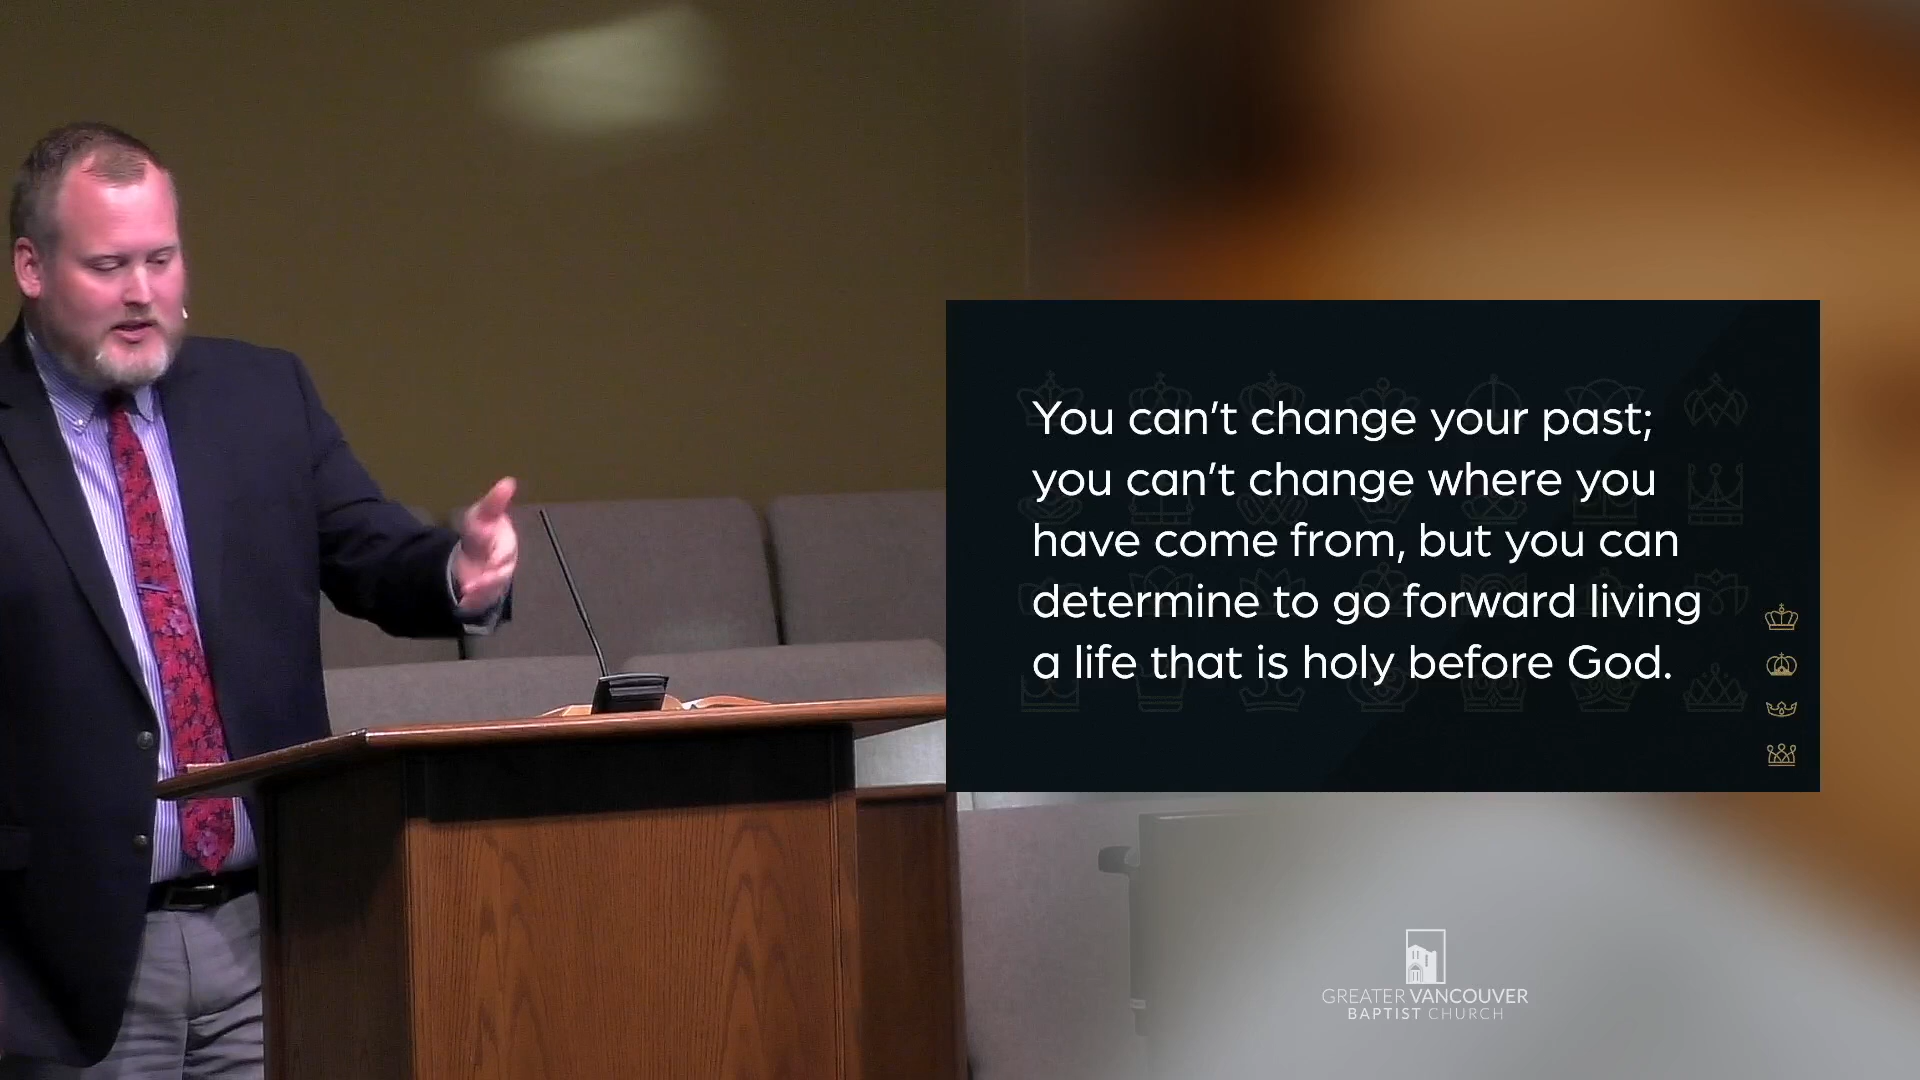 You can't change your past;
you can't change where you
have come from, but you can
determine to go forward living
a life that is holy before God.
GREATER VANCOUVER
BAPTIST CHURCH